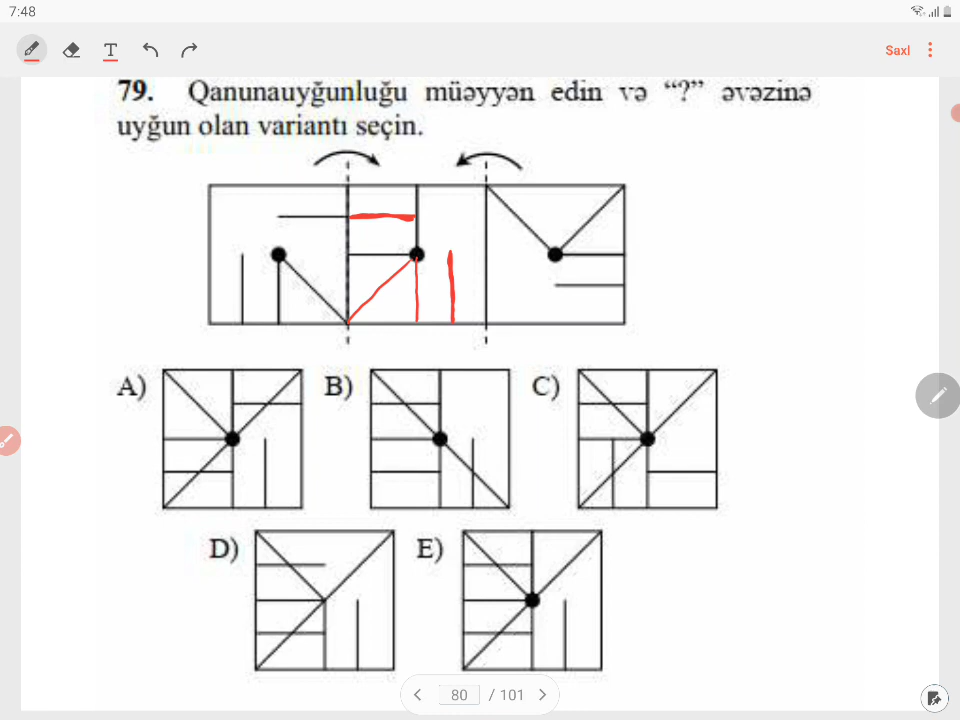 7:48
T
Saxl
79. Qanunauyğunluğu müəyyən edin və “?” əvəzinə
uyğun olan variantı seçin.
A) B) C)
D) E)
80 / 101